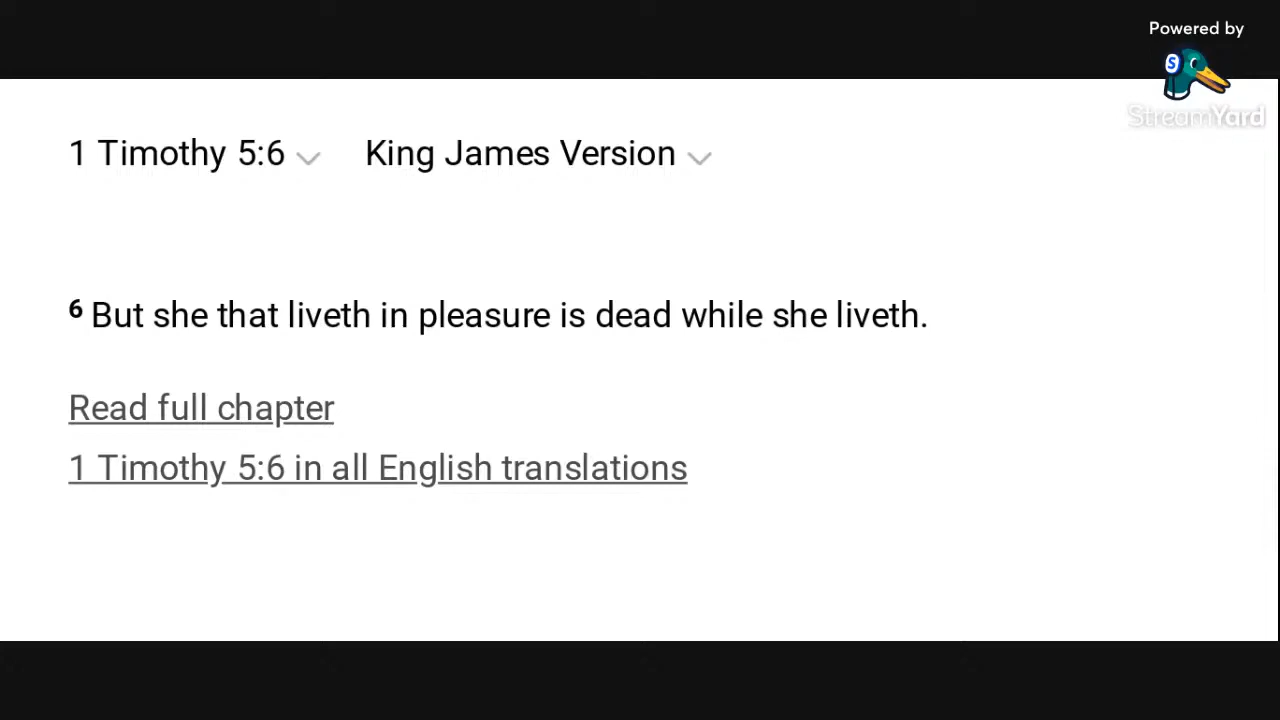 Powered by
S
StreamYard
1 Timothy 5:6 King James Version
6 But she that liveth in pleasure is dead while she liveth.
Read full chapter
1 Timothy 5:6 in all English translations